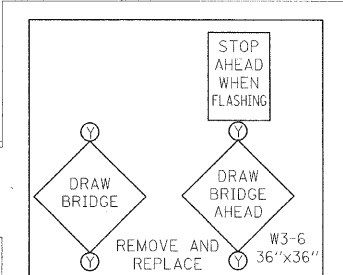 STOP
AHEAD
WHEN
FLASHING
Y
Y
DRAW
BRIDGE
DRAW
BRIDGE
AHEAD
Y
REMOVE AND
REPLACE
Y
W3-6
36"x36"